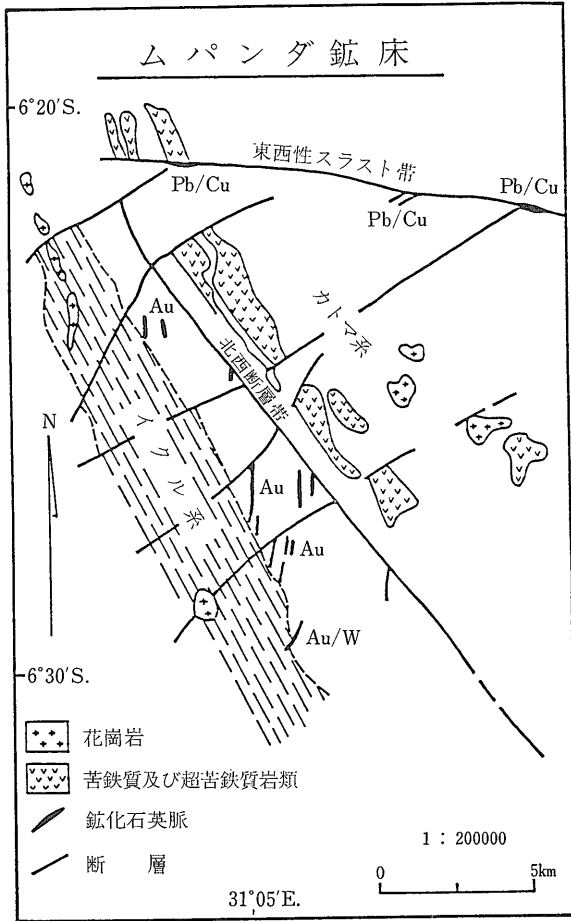 ムパンダ鉱床
6°20'S.
東西性スラスト帯
Pb/Cu
Pb/Cu
Pb/Cu
カトマ系
Au
北西断層帯
N
イクル系
Au
Au
Au/W
6°30'S.
花崗岩
苦鉄質及び超苦鉄質岩類
鉱化石英脈
断 層
1 : 200000
0 5km
31°05'E.